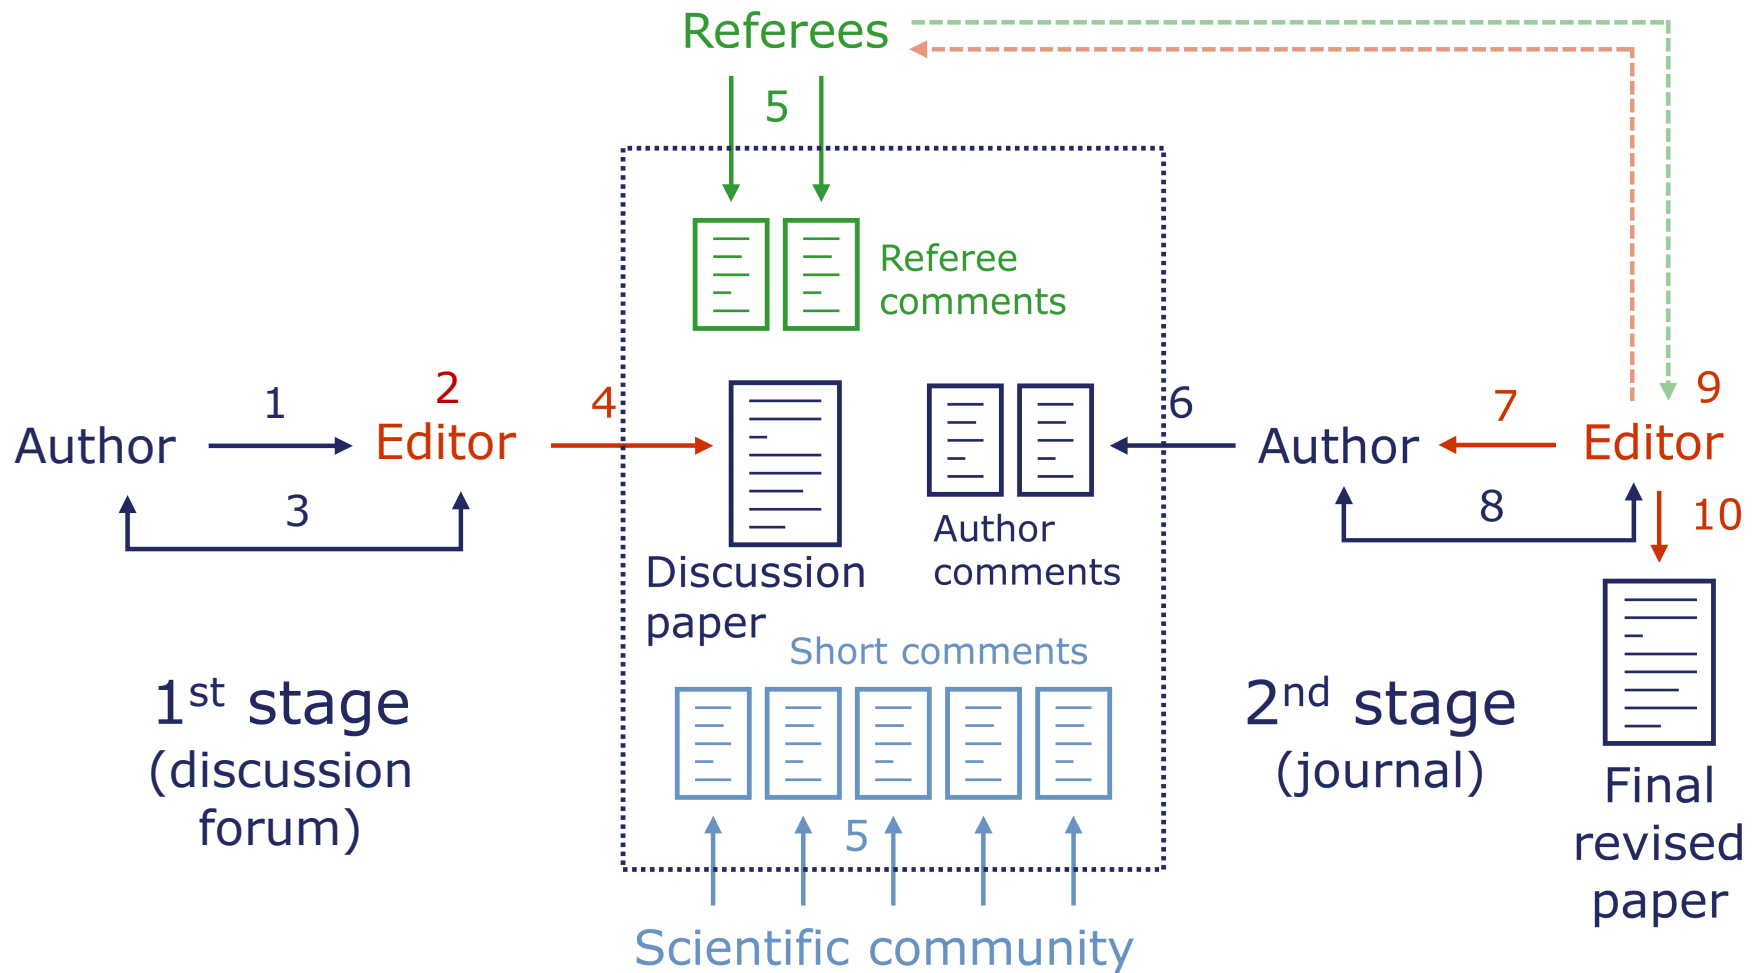 Referees
5
Referee
comments
1
2
4
6
7
9
Author
Editor
Author
Editor
3
8
10
Author
comments
Discussion
paper
Short comments
1st stage
(discussion
forum)
2nd stage
(journal)
Final
revised
paper
5
Scientific community